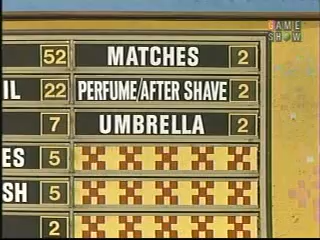 GAME
SHOW
52 MATCHES 2
IL 22 PERFUME/AFTER SHAVE 2
7 UMBRELLA 2
ES 5
SH 5
2